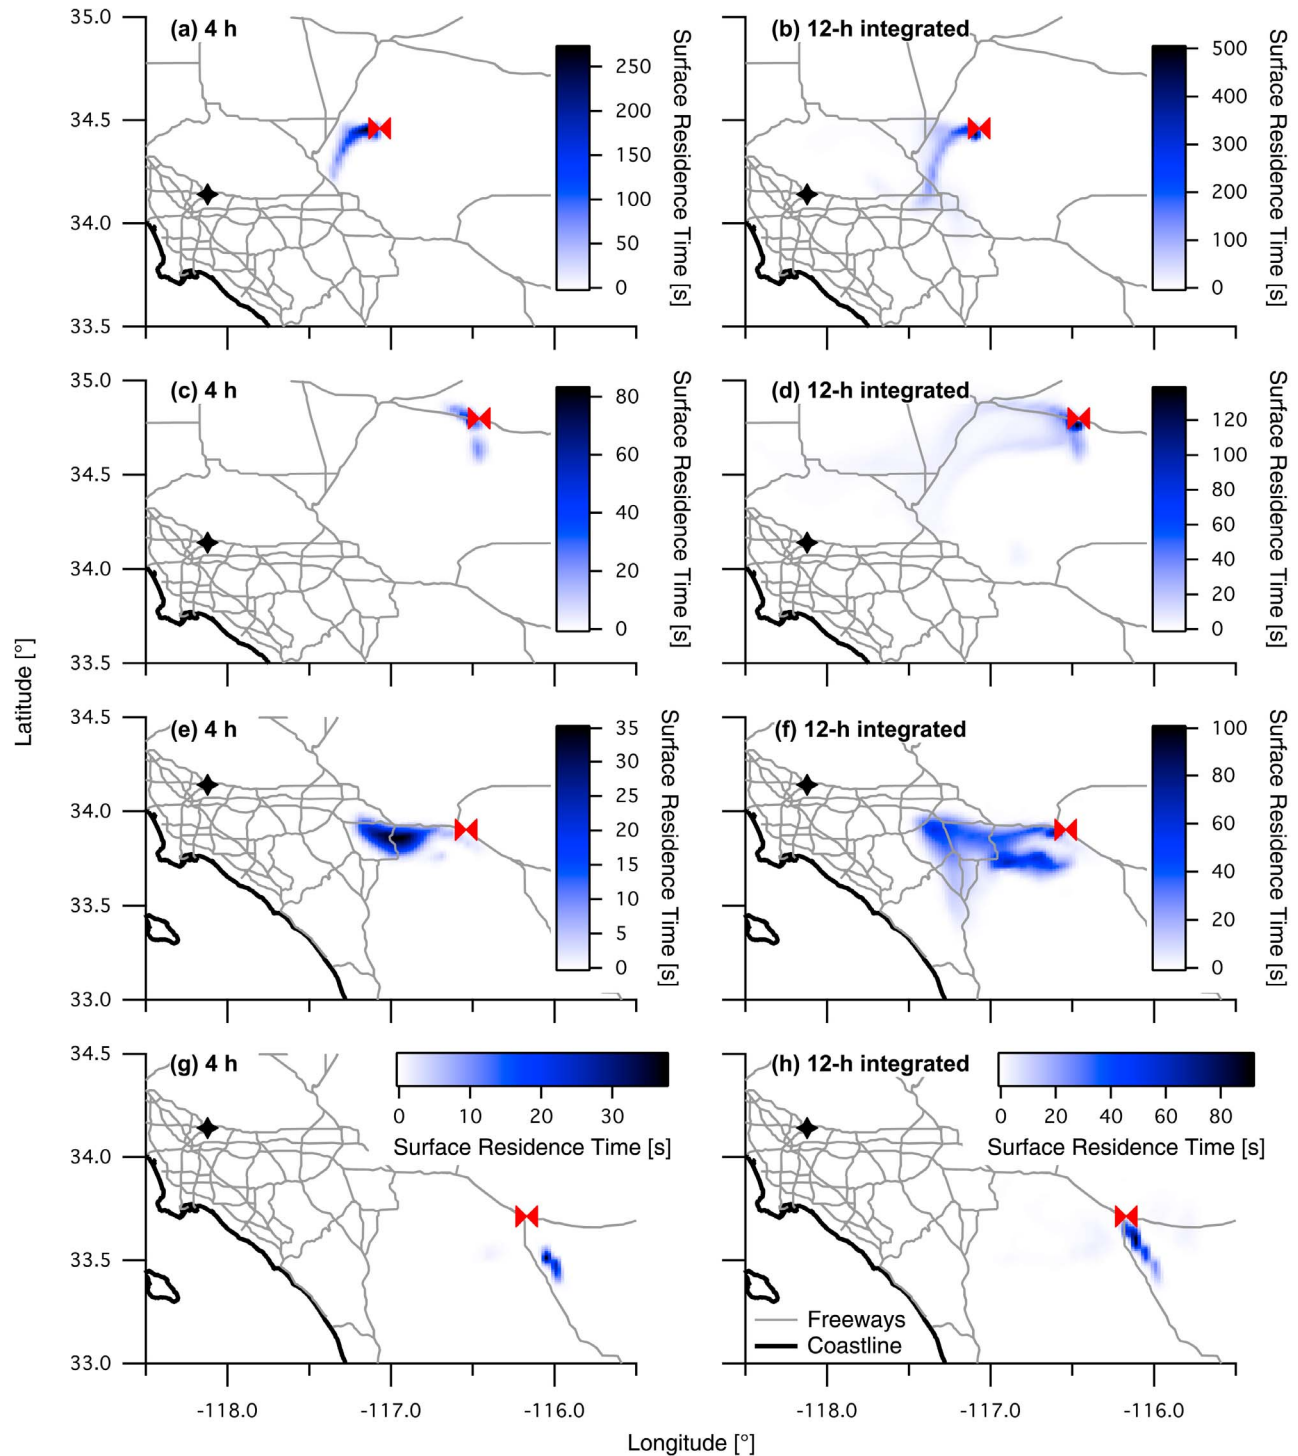 (a) 4 h
35.0
34.5
34.0
33.5
250
200
150
100
50
0
Surface Residence Time [s]
(b) 12-h integrated
500
400
300
200
100
0
Surface Residence Time [s]
(c) 4 h
35.0
34.5
34.0
33.5
80
60
40
20
0
Surface Residence Time [s]
(d) 12-h integrated
120
100
80
60
40
20
0
Surface Residence Time [s]
Latitude [°]
(e) 4 h
34.5
34.0
33.5
33.0
35
30
25
20
15
10
5
0
Surface Residence Time [s]
(f) 12-h integrated
100
80
60
40
20
0
Surface Residence Time [s]
(g) 4 h
34.5
34.0
33.5
33.0
0 10 20 30
Surface Residence Time [s]
(h) 12-h integrated
0 20 40 60 80
Surface Residence Time [s]
Freeways
Coastline
-118.0 -117.0 -116.0
-118.0 -117.0 -116.0
Longitude [°]